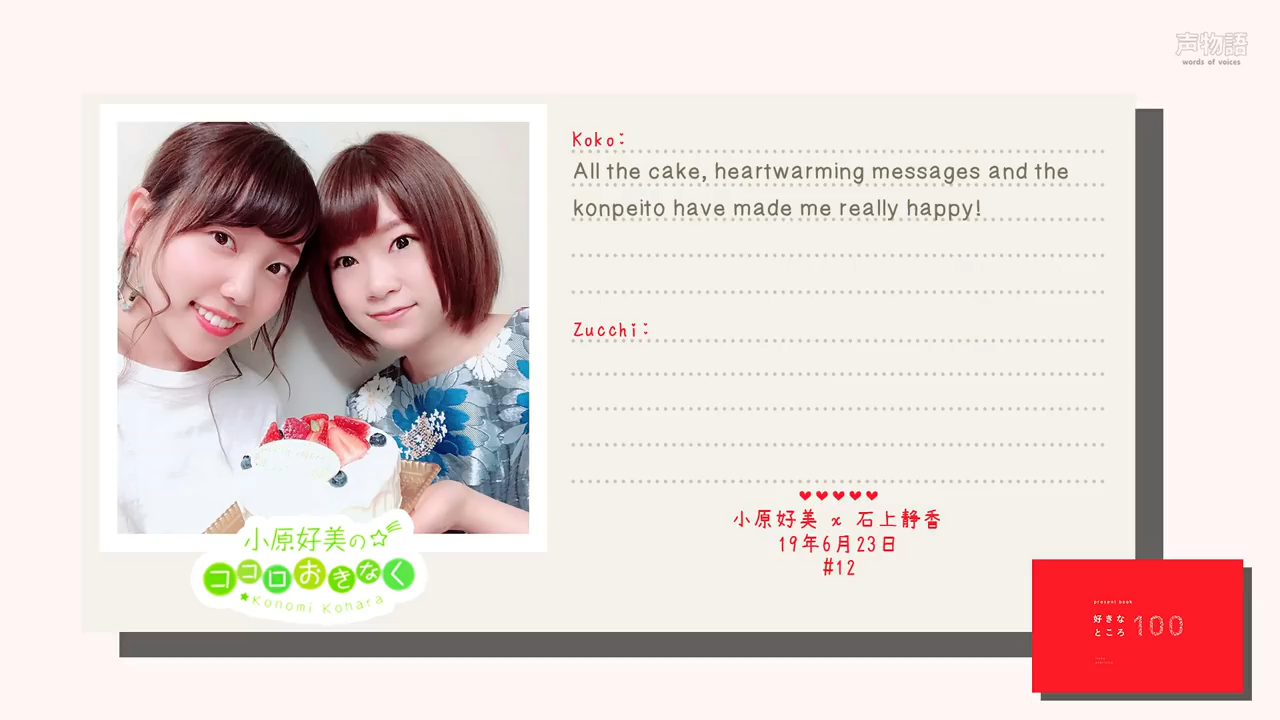 声物語
words of voices
Koko:
All the cake, heartwarming messages and the
konpeito have made me really happy!
Zucchi:
小原好美 x 石上静香
19年6月23日
#12
小原好美の
ココロおきなく
Konomi Kohara
present book
好きな
ところ
100